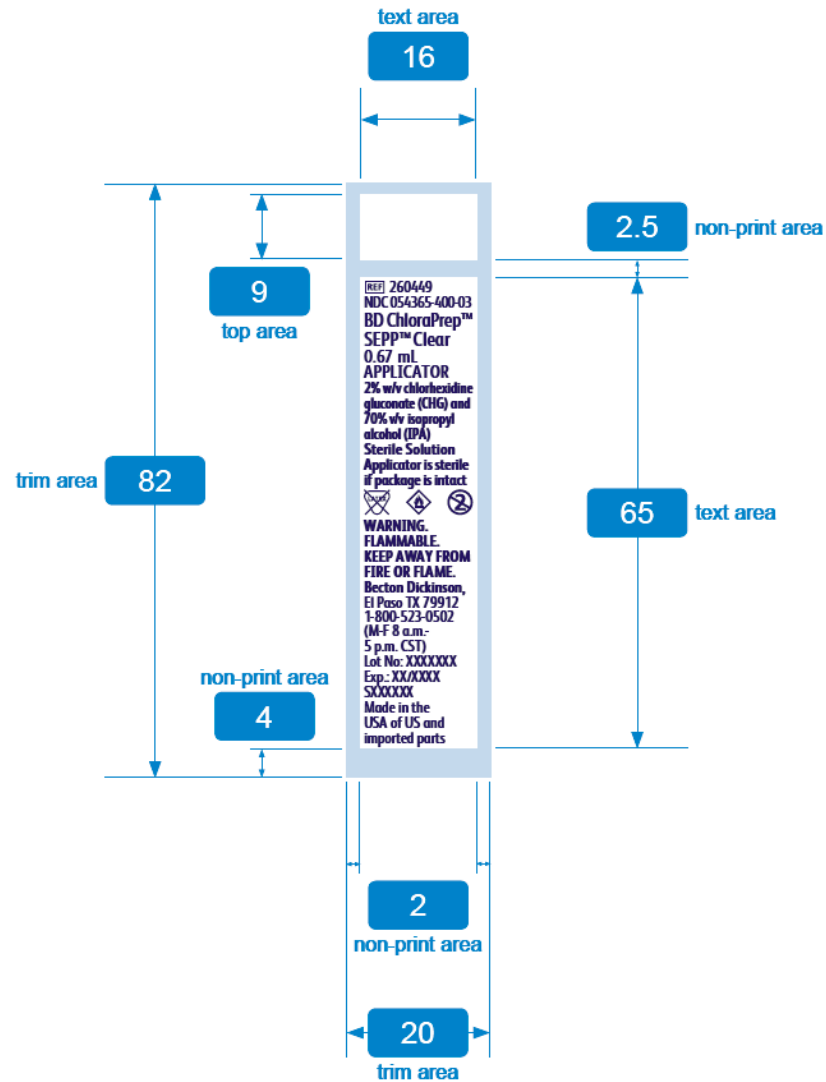 text area
16
2.5
non-print area
9
top area
REF 260449
NDC 054365-400-03
BD ChloraPrep™
SEPP™ Clear
0.67 mL
APPLICATOR
2% w/v chlorhexidine
gluconate (CHG) and
70% v/v isopropyl
alcohol (IPA)
Sterile Solution
Applicator is sterile
if package is intact
LATEX
2
WARNING.
FLAMMABLE.
KEEP AWAY FROM
FIRE OR FLAME.
Becton Dickinson,
El Paso TX 79912
1-800-523-0502
(M-F 8 a.m.-
5 p.m. CST)
Lot No: XXXXXXX
Exp.: XX/XXXX
SXXXXXX
Made in the
USA of US and
imported parts
trim area
82
65
text area
non-print area
4
2
non-print area
20
trim area